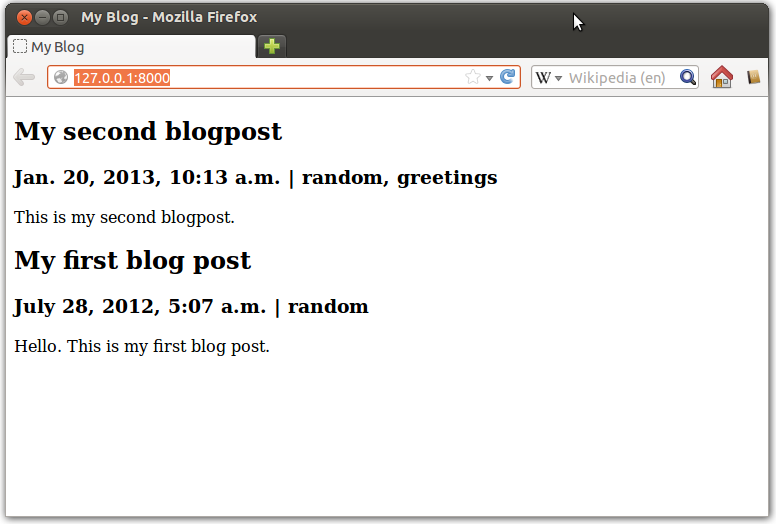 My Blog - Mozilla Firefox
My Blog
127.0.0.1:8000
W Wikipedia (en)
My second blogpost
Jan. 20, 2013, 10:13 a.m. | random, greetings
This is my second blogpost.
My first blog post
July 28, 2012, 5:07 a.m. | random
Hello. This is my first blog post.